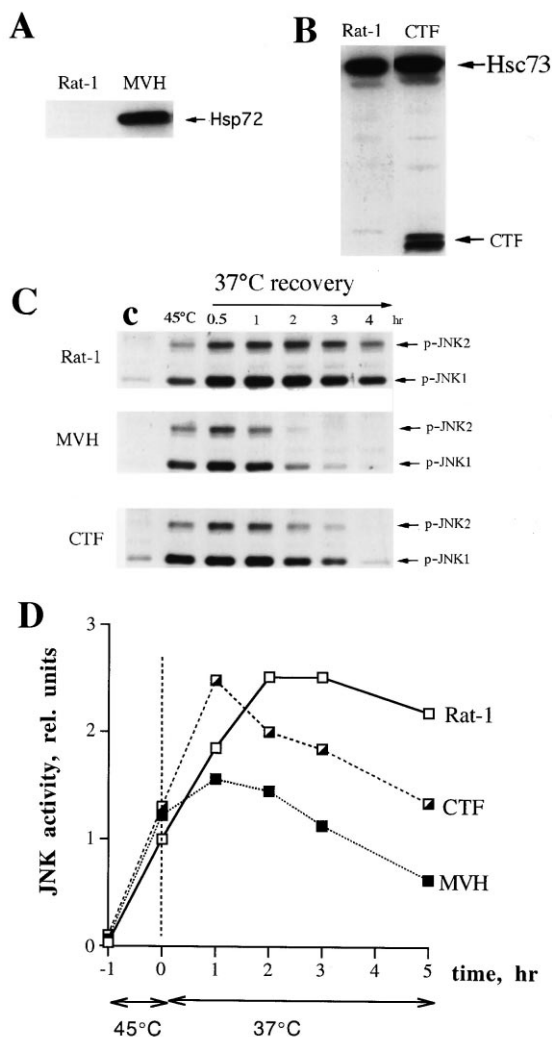 A
Rat-1 MVH
Hsp72
B
Rat-1 CTF
Hsc73
CTF
C
37°C recovery
c 45°C 0.5 1 2 3 4 hr
Rat-1
p-JNK2
p-JNK1
MVH
p-JNK2
p-JNK1
CTF
p-JNK2
p-JNK1
D
JNK activity, rel. units
3
2
1
0
Rat-1
CTF
MVH
-1 0 1 2 3 4 5 time, hr
45°C 37°C